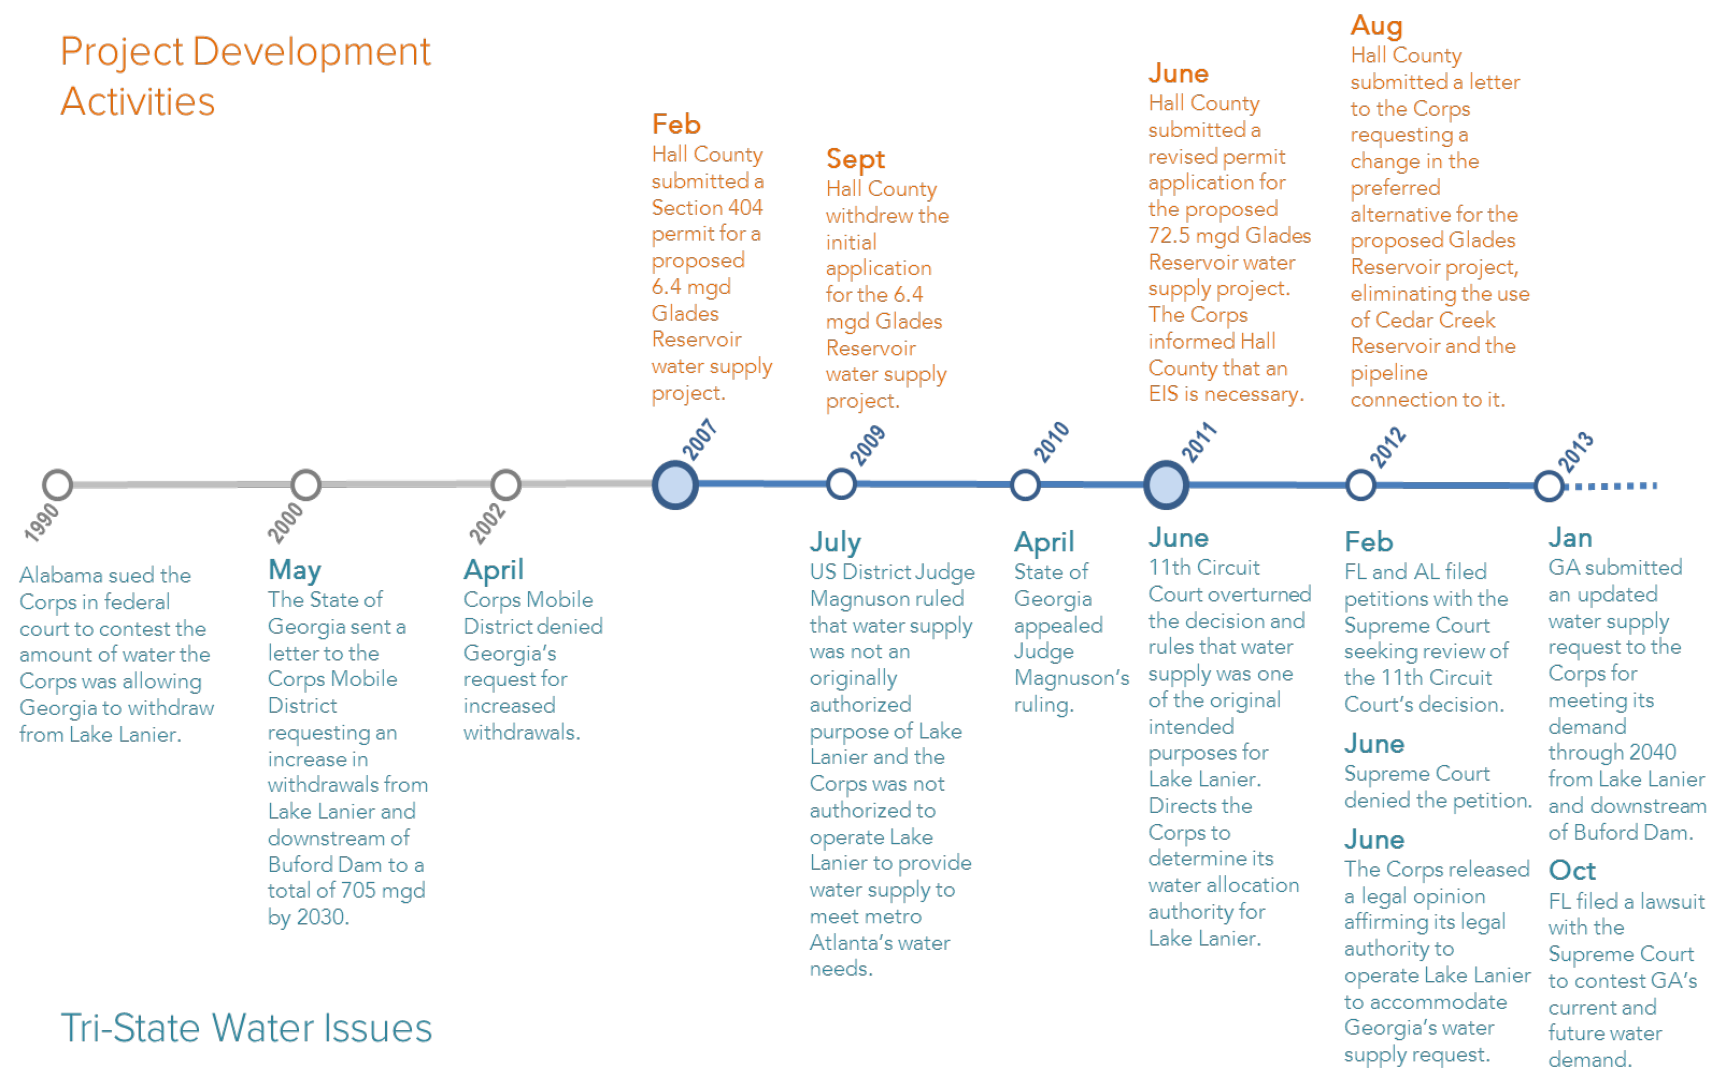 Project Development
Activities
Feb
Hall County
submitted a
Section 404
permit for a
proposed
6.4 mgd
Glades
Reservoir
water supply
project.
Sept
Hall County
withdrew the
initial
application
for the 6.4
mgd Glades
Reservoir
water supply
project.
June
Hall County
submitted a
revised permit
application for
the proposed
72.5 mgd Glades
Reservoir water
supply project.
The Corps
informed Hall
County that an
EIS is necessary.
Aug
Hall County
submitted a letter
to the Corps
requesting a
change in the
preferred
alternative for the
proposed Glades
Reservoir project,
eliminating the use
of Cedar Creek
Reservoir and the
pipeline
connection to it.
1990
2000
2002
2007
2009
2010
2011
2012
2013
Alabama sued the
Corps in federal
court to contest the
amount of water the
Corps was allowing
Georgia to withdraw
from Lake Lanier.
May
The State of
Georgia sent a
letter to the
Corps Mobile
District
requesting an
increase in
withdrawals from
Lake Lanier and
downstream of
Buford Dam to a
total of 705 mgd
by 2030.
April
Corps Mobile
District denied
Georgia's
request for
increased
withdrawals.
July
US District Judge
Magnuson ruled
that water supply
was not an
originally
authorized
purpose of Lake
Lanier and the
Corps was not
authorized to
operate Lake
Lanier to provide
water supply to
meet metro
Atlanta's water
needs.
April
State of
Georgia
appealed
Judge
Magnuson's
ruling.
June
11th Circuit
Court overturned
the decision and
rules that water
supply was one
of the original
intended
purposes for
Lake Lanier.
Directs the
Corps to
determine its
water allocation
authority for
Lake Lanier.
Feb
FL and AL filed
petitions with the
Supreme Court
seeking review of
the 11th Circuit
Court's decision.
June
Supreme Court
denied the petition.
June
The Corps released
a legal opinion
affirming its legal
authority to
operate Lake Lanier
to accommodate
Georgia's water
supply request.
Jan
GA submitted
an updated
water supply
request to the
Corps for
meeting its
demand
through 2040
from Lake Lanier
and downstream
of Buford Dam.
Oct
FL filed a lawsuit
with the
Supreme Court
to contest GA's
current and
future water
demand.
Tri-State Water Issues